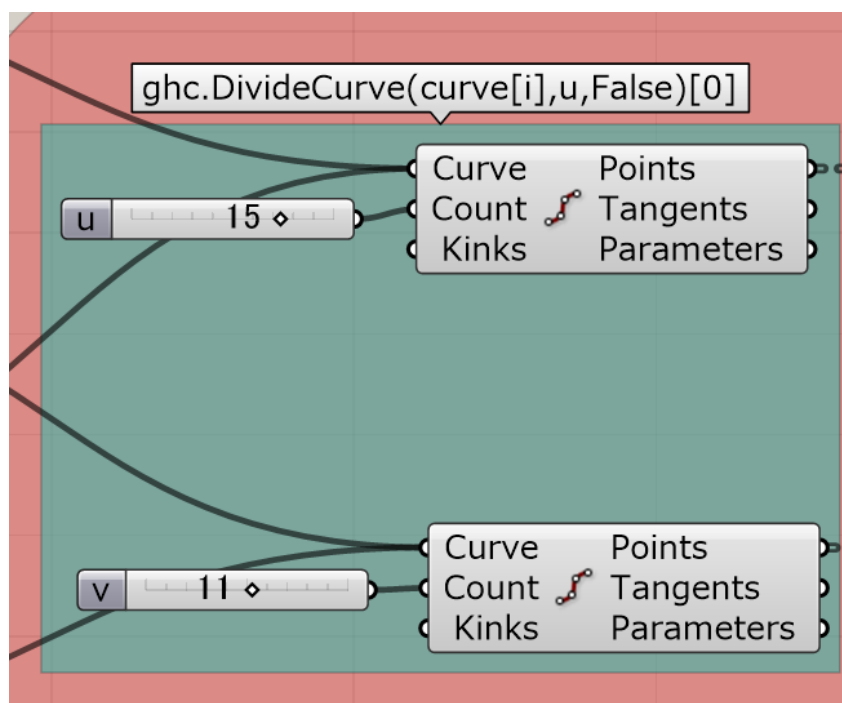 ghc.DivideCurve(curve[i],u,False)[0]
Curve Points
u 15 Count Tangents
Kinks Parameters
Curve Points
v 11 Count Tangents
Kinks Parameters